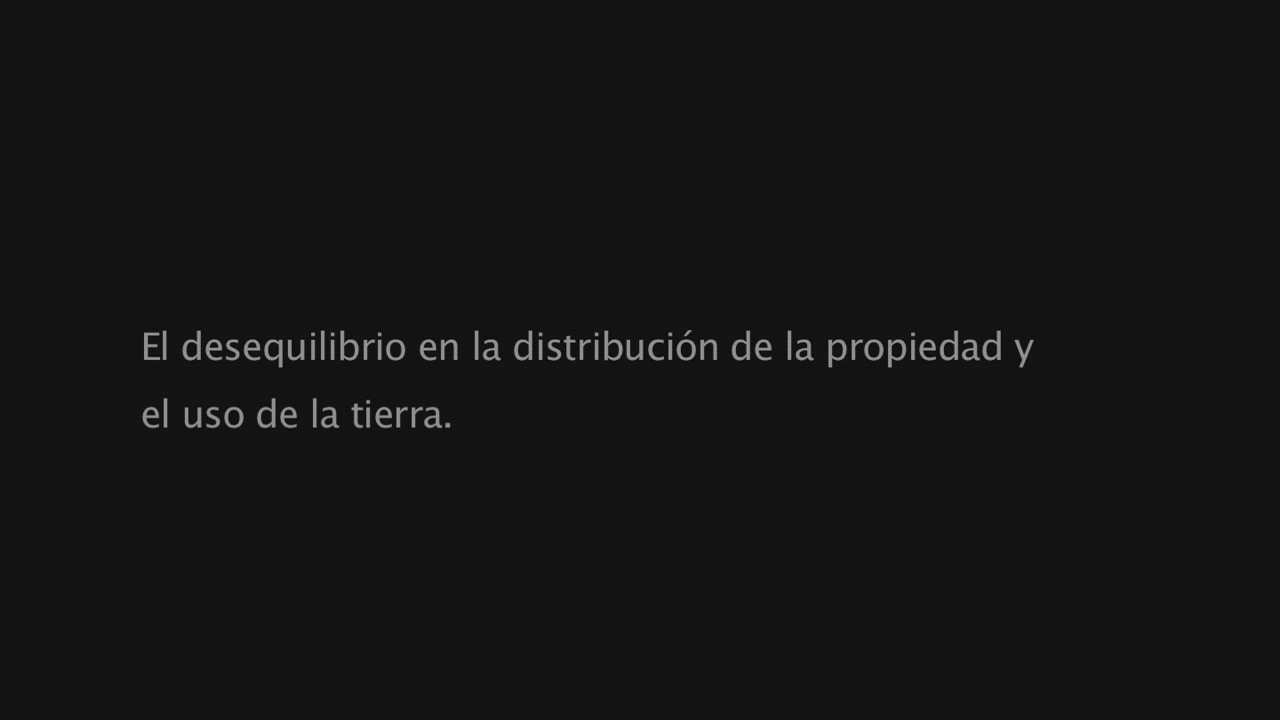 El desequilibrio en la distribución de la propiedad y
el uso de la tierra.